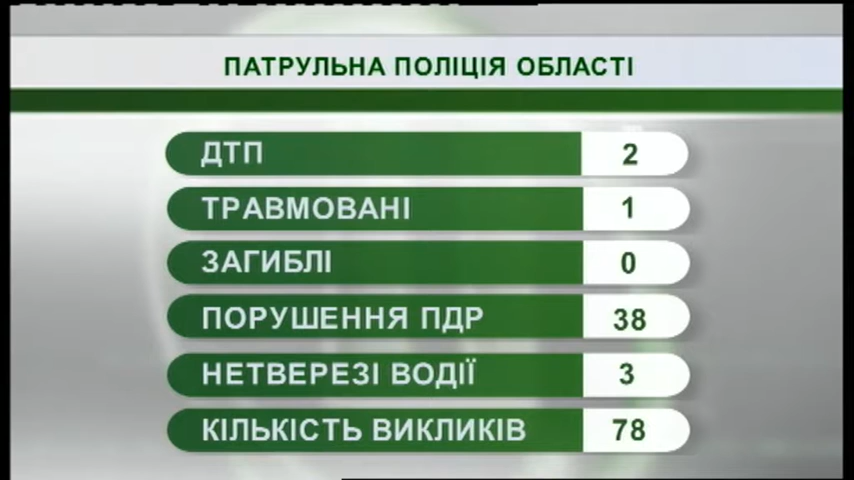 ПАТРУЛЬНА ПОЛІЦІЯ ОБЛАСТІ
ДТП 2
ТРАВМОВАНІ 1
ЗАГИБЛІ 0
ПОРУШЕННЯ ПДР 38
НЕТВЕРЕЗІ ВОДІЇ 3
КІЛЬКІСТЬ ВИКЛИКІВ 78